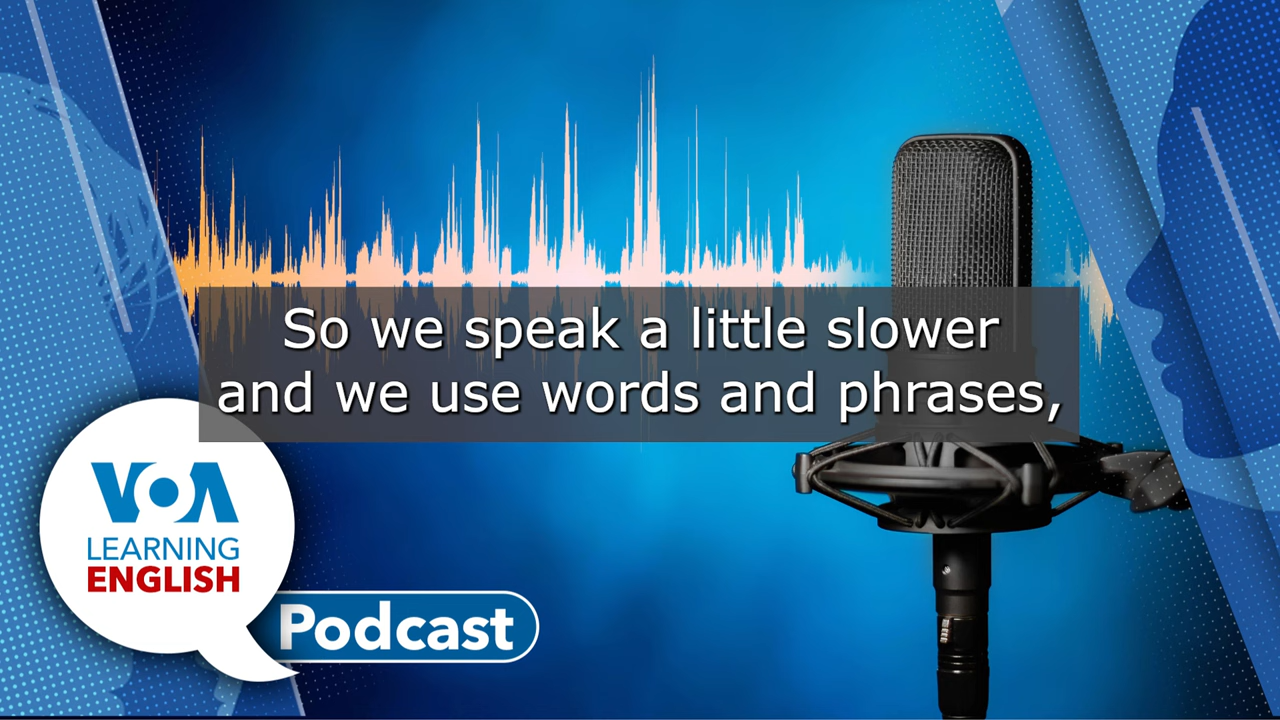 So we speak a little slower
and we use words and phrases,
VOA
LEARNING
ENGLISH
Podcast